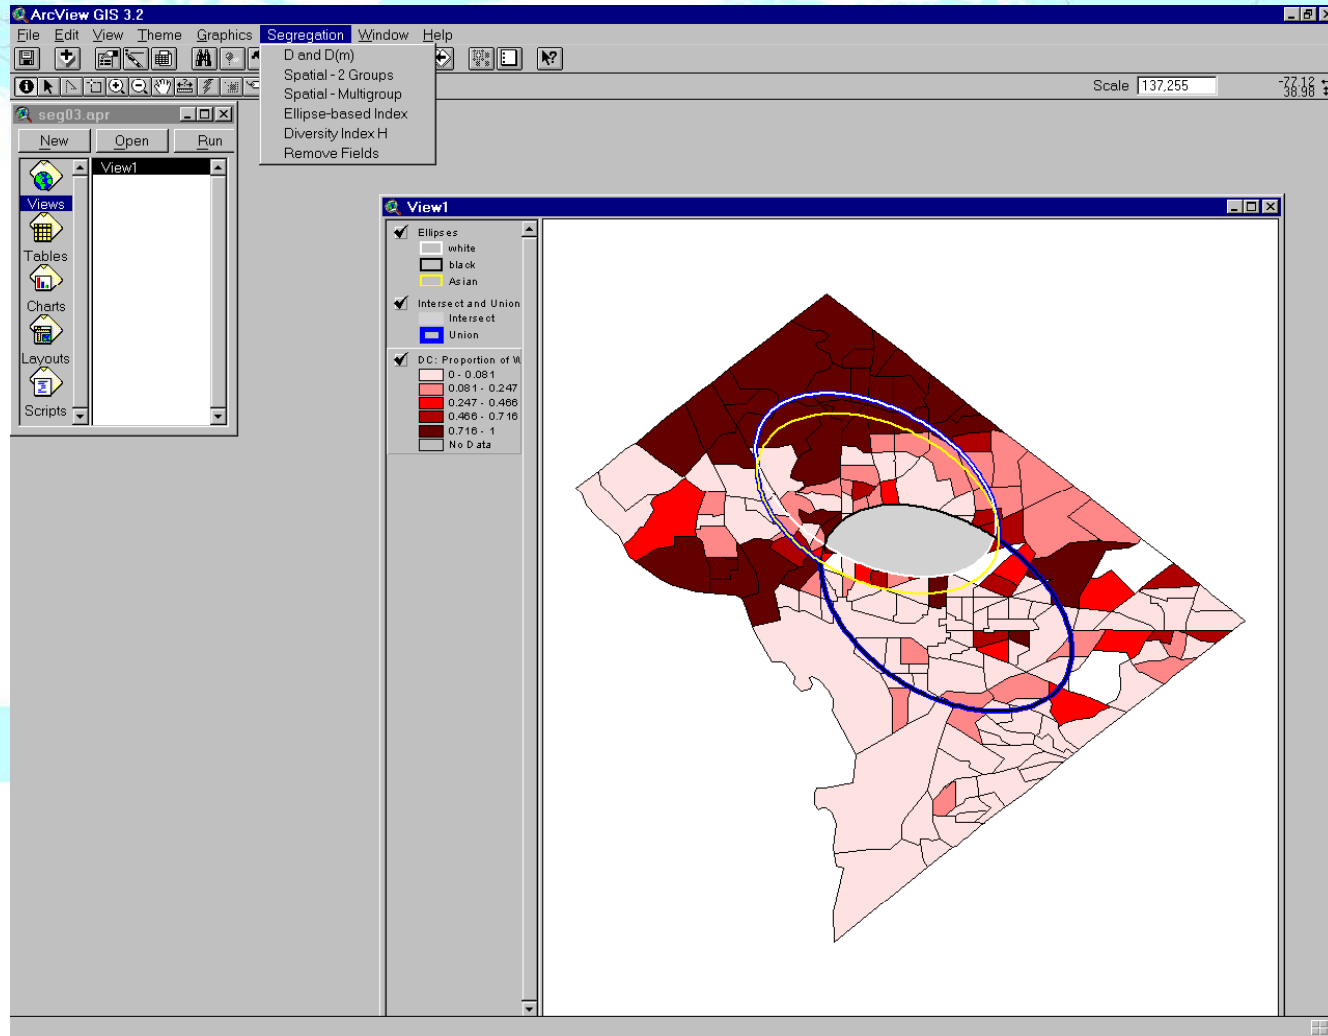 ArcView GIS 3.2
File Edit View Theme Graphics Segregation Window Help
D and D(m)
Spatial - 2 Groups
Spatial - Multigroup
Ellipse-based Index
Diversity Index H
Remove Fields
Scale 137,255
-77.12
38.98
seg03.apr
New Open Run
View1
Views
Tables
Charts
Layouts
Scripts
View1
Ellipses
white
black
Asian
Intersect and Union
Intersect
Union
DC: Proportion of
0 - 0.081
0.081 - 0.247
0.247 - 0.466
0.466 - 0.716
0.716 - 1
No Data